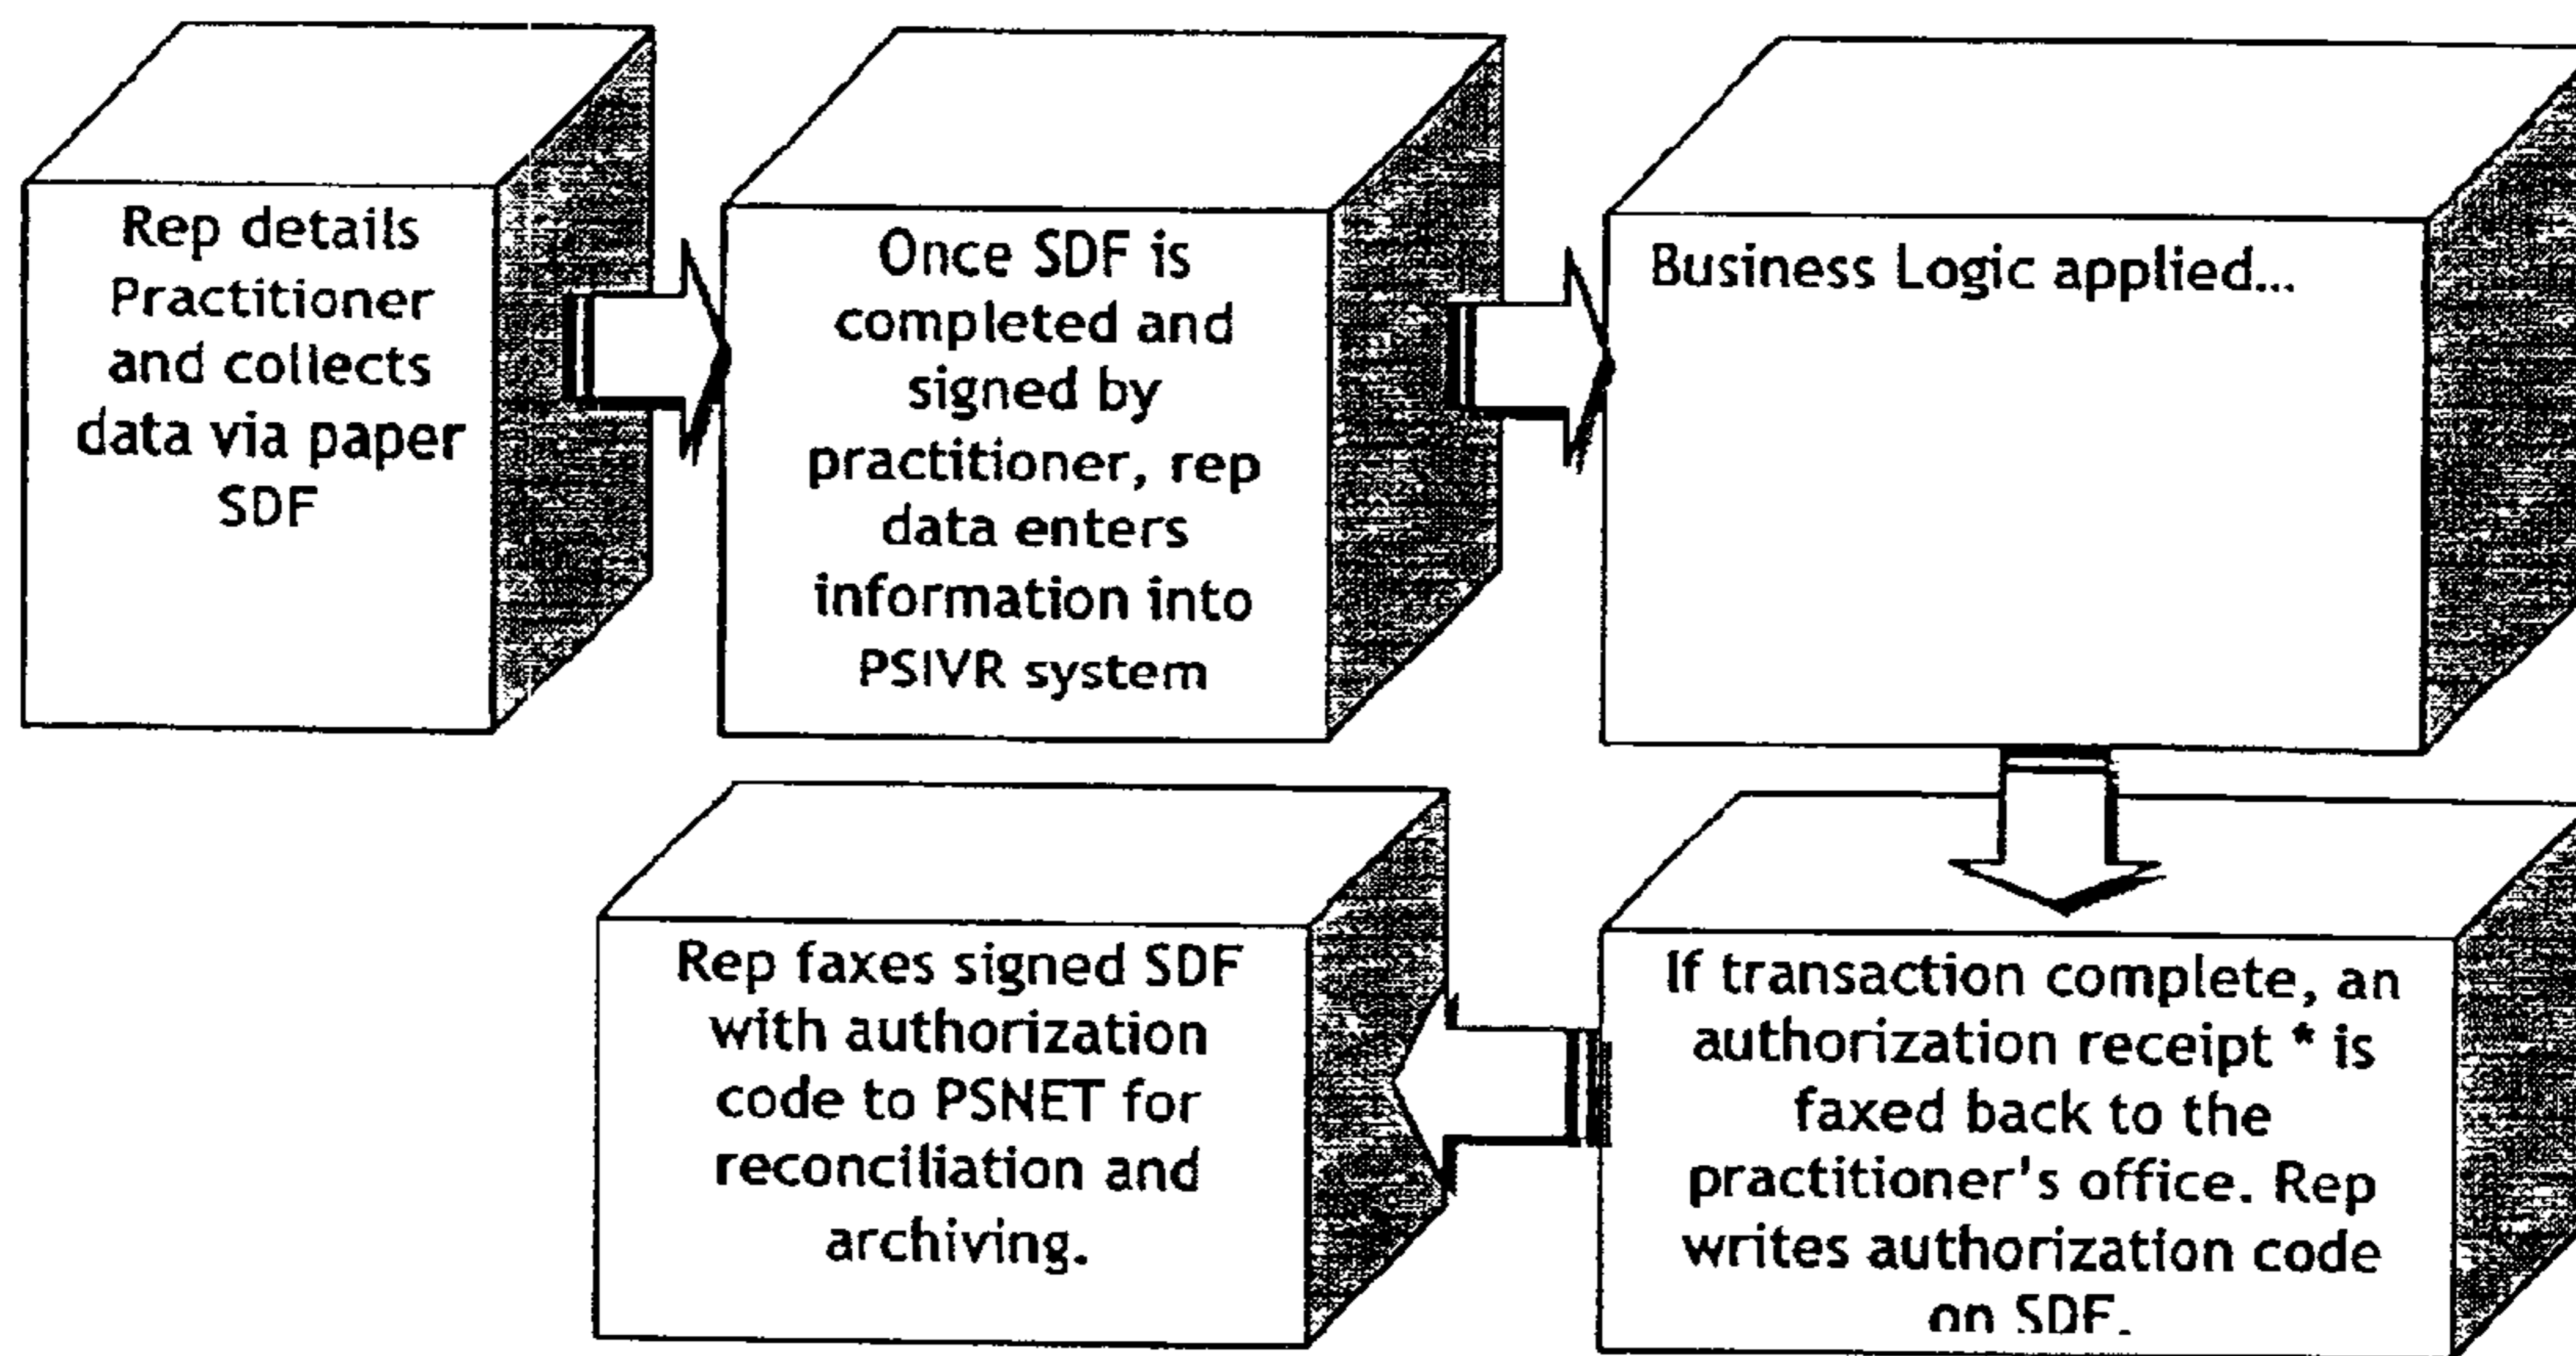 Rep details
Practitioner
and collects
data via paper
SDF
Once SDF is
completed and
signed by
practitioner, rep
data enters
information into
PSIVR system
Business Logic applied...
If transaction complete, an
authorization receipt * is
faxed back to the
practitioner's office. Rep
writes authorization code
on SDF.
Rep faxes signed SDF
with authorization
code to PSNET for
reconciliation and
archiving.